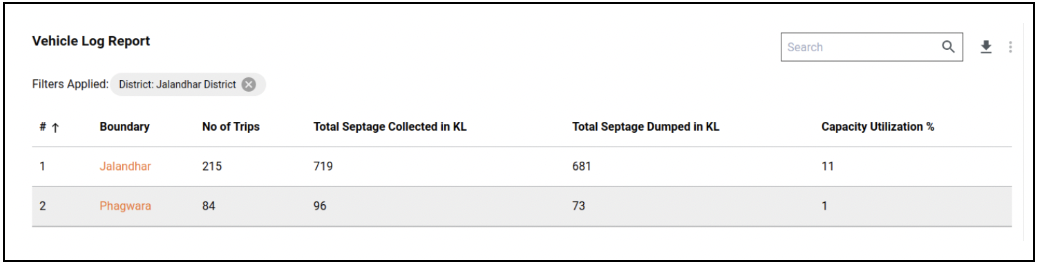 Vehicle Log Report
Search
Filters Applied: District: Jalandhar District
# ↑ Boundary No of Trips Total Septage Collected in KL Total Septage Dumped in KL Capacity Utilization %
1 Jalandhar 215 719 681 11
2 Phagwara 84 96 73 1